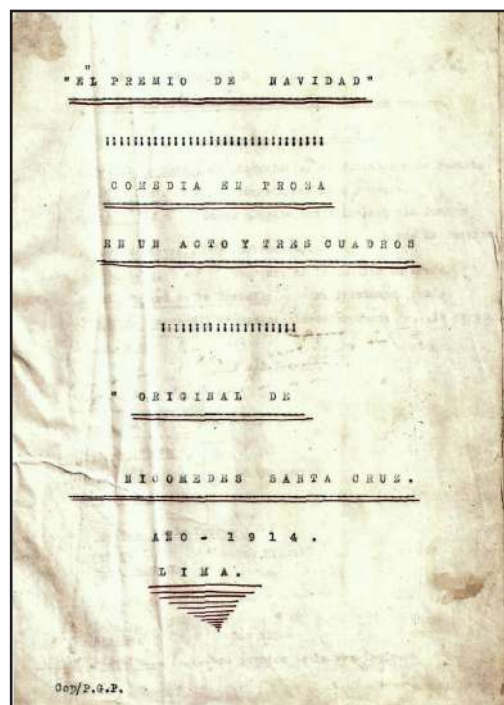 "
"EL PREMIO DE NAVIDAD"
COMEDIA EN PROSA
EN UN ACTO Y TRES CUADROS
" ORIGINAL DE
NICOMEDES SANTA CRUZ.
AÑO - 1914.
LIMA.
Cop/P.G.P.